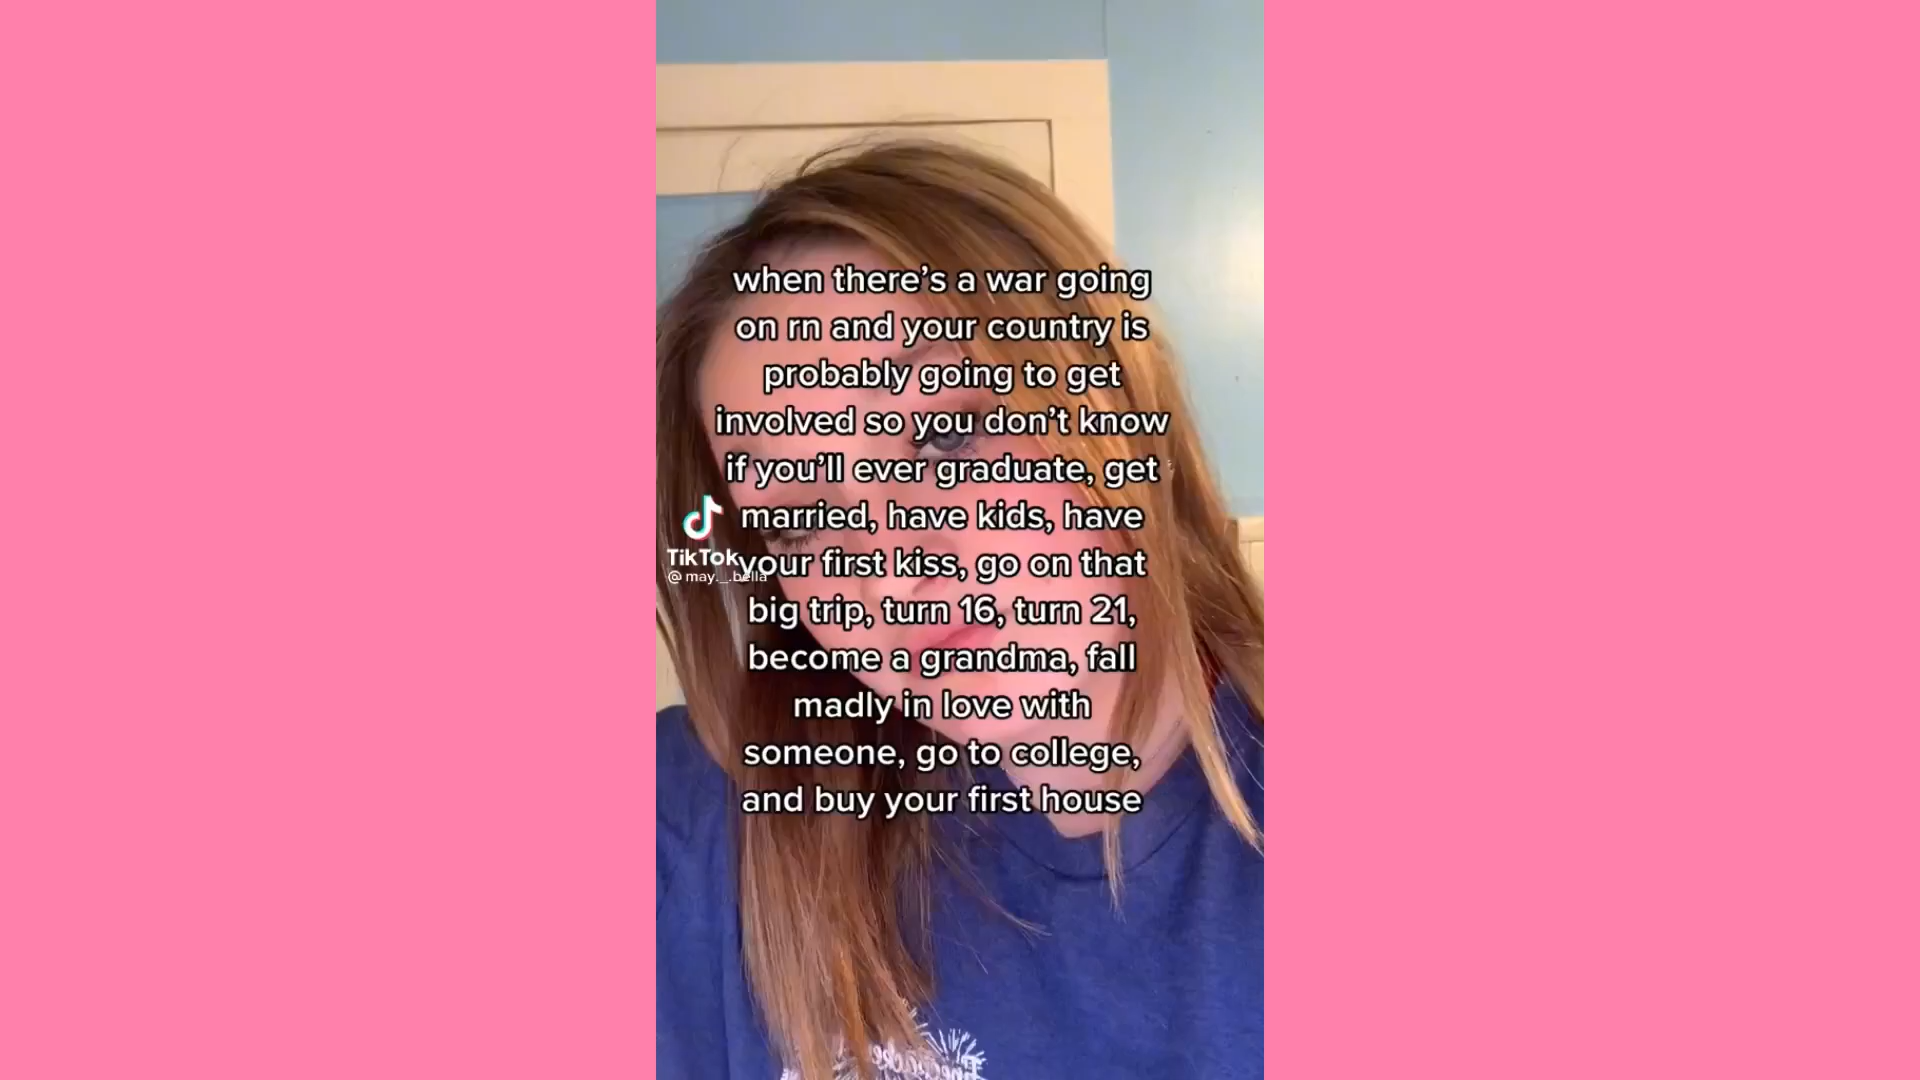 when there’s a war going
on rn and your country is
probably going to get
involved so you don’t know
if you’ll ever graduate, get
married, have kids, have
your first kiss, go on that
big trip, turn 16, turn 21,
become a grandma, fall
madly in love with
someone, go to college,
and buy your first house
TikTok
@may._.bella